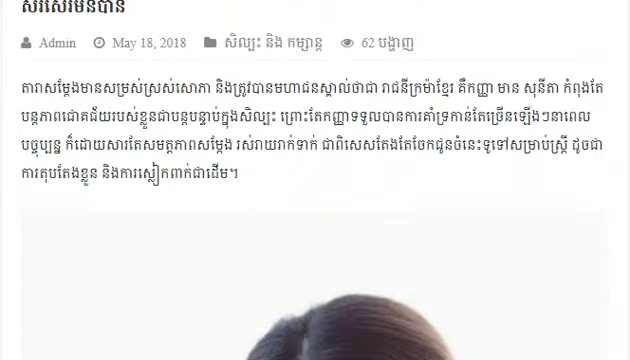 សរសើរមិនបាន
Admin May 18, 2018 សិល្បះ និង កម្សាន្ត 62 បង្ហាញ
តារាសម្ដែងមានសម្រស់ស្រស់សោភា និងត្រូវបានមហាជនស្គាល់ថាជា រាជនីក្រម៉ាខ្មែរ គឺកញ្ញា មាន សុនីតា កំពុងតែ
បន្តភាពជោគជ័យរបស់ខ្លួនជាបន្តបន្ទាប់ក្នុងសិល្បះ ព្រោះតែកញ្ញាទទួលបានការគាំទ្រកាន់តែច្រើនឡើងៗនាពេល
បច្ចុប្បន្ន ក៏ដោយសារតែសមត្ថភាពសម្ដែង រស់រាយរាក់ទាក់ ជាពិសេសតែងតែចែកជូនចំនេះទូទៅសម្រាប់ស្ត្រី ដូចជា
ការតុបតែងខ្លួន និងការស្លៀកពាក់ជាដើម។